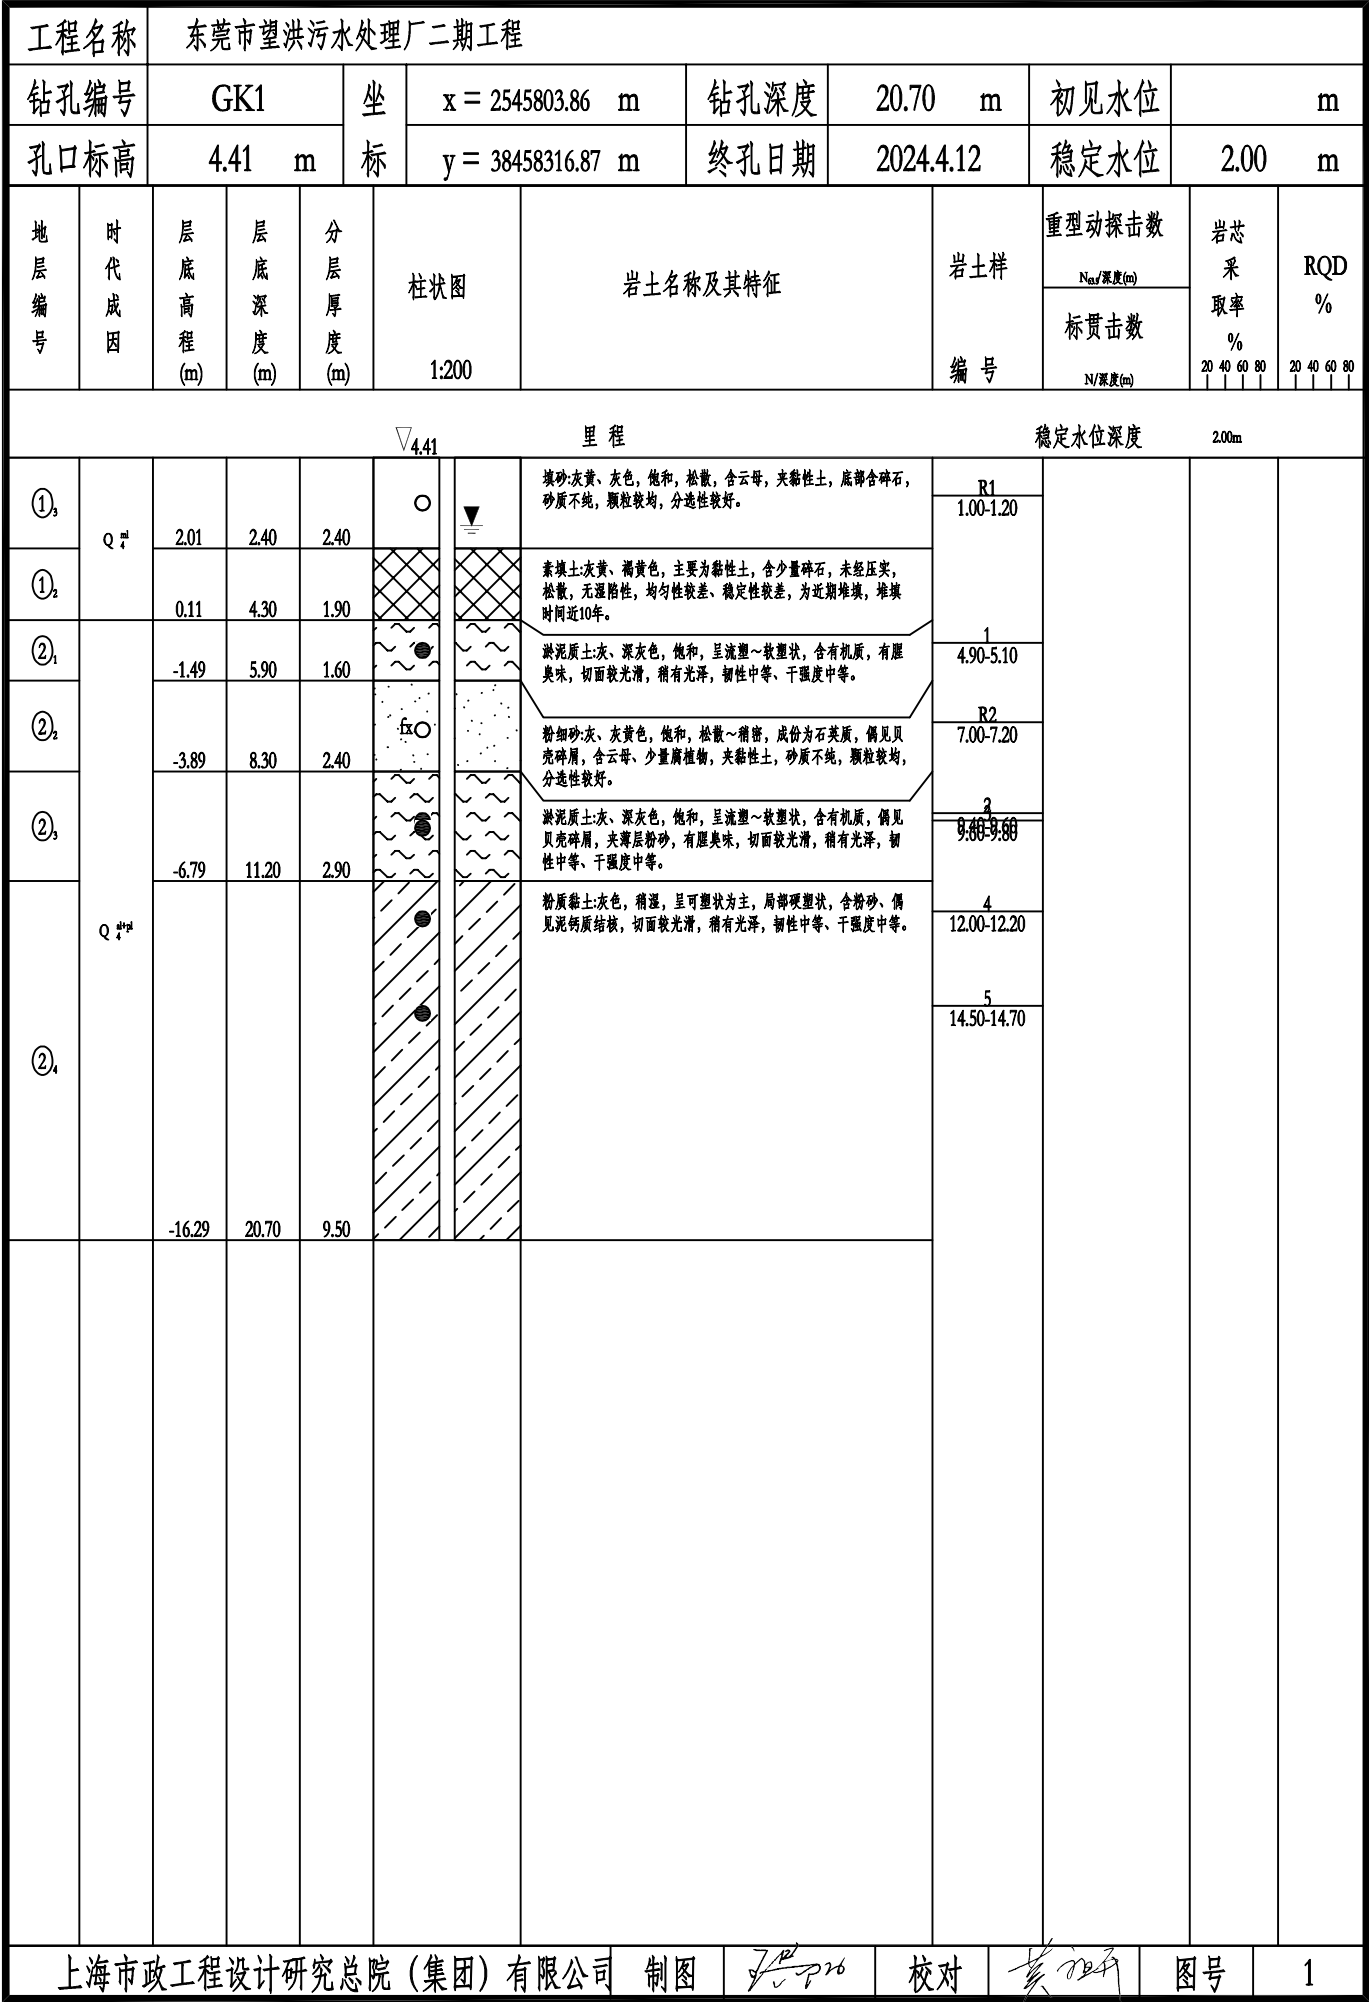 工程名称 东莞市望洪污水处理厂二期工程
钻孔编号 GK1 坐 x = 2545803.86 m 钻孔深度 20.70 m 初见水位 m
孔口标高 4.41 m 标 y = 38458316.87 m 终孔日期 2024.4.12 稳定水位 2.00 m
地层编号
时代成因
层底高程(m)
层底深度(m)
分层厚度(m)
柱状图
1:200
岩土名称及其特征
岩土样
编 号
重型动探击数
N63.5/深度(m)
标贯击数
N/深度(m)
岩芯
采
取率
%
20 40 60 80
RQD
%
20 40 60 80
4.41 里 程 稳定水位深度 2.00m
①3 Q4ml 2.01 2.40 2.40
填砂:灰黄、灰色，饱和，松散，含云母，夹黏性土，底部含碎石，
砂质不纯，颗粒较均，分选性较好。
R1
1.00-1.20
①2 0.11 4.30 1.90
素填土:灰黄、褐黄色，主要为黏性土，含少量碎石，未经压实，
松散，无湿陷性，均匀性较差、稳定性较差，为近期堆填，堆填
时间近10年。
②1 -1.49 5.90 1.60
淤泥质土:灰、深灰色，饱和，呈流塑～软塑状，含有机质，有腥
臭味，切面较光滑，稍有光泽，韧性中等、干强度中等。
1
4.90-5.10
②2 -3.89 8.30 2.40
fx
粉细砂:灰、灰黄色，饱和，松散～稍密，成份为石英质，偶见贝
壳碎屑，含云母、少量腐植物，夹黏性土，砂质不纯，颗粒较均，
分选性较好。
R2
7.00-7.20
②3 -6.79 11.20 2.90
淤泥质土:灰、深灰色，饱和，呈流塑～软塑状，含有机质，偶见
贝壳碎屑，夹薄层粉砂，有腥臭味，切面较光滑，稍有光泽，韧
性中等、干强度中等。
2
9.40-9.60
9.60-9.80
②4 Q4al+pl -16.29 20.70 9.50
粉质黏土:灰色，稍湿，呈可塑状为主，局部硬塑状，含粉砂、偶
见泥钙质结核，切面较光滑，稍有光泽，韧性中等、干强度中等。
4
12.00-12.20
5
14.50-14.70
上海市政工程设计研究总院（集团）有限公司 制图 校对 图号 1